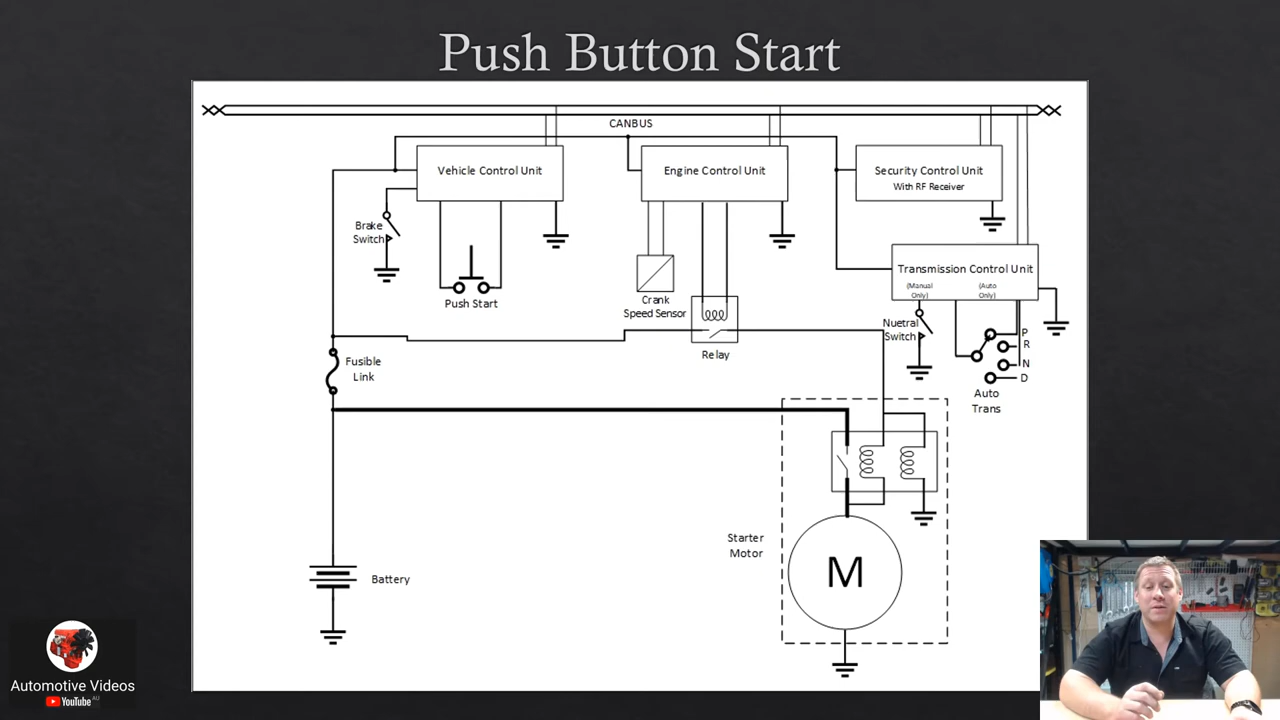 Push Button Start
CANBUS
Vehicle Control Unit
Engine Control Unit
Security Control Unit
With RF Receiver
Brake
Switch
Push Start
Crank
Speed Sensor
Relay
Transmission Control Unit
(Manual
Only)
(Auto
Only)
Nuetral
Switch
P
R
N
D
Auto
Trans
Fusible
Link
Starter
Motor
M
Battery
Automotive Videos
YouTube AU